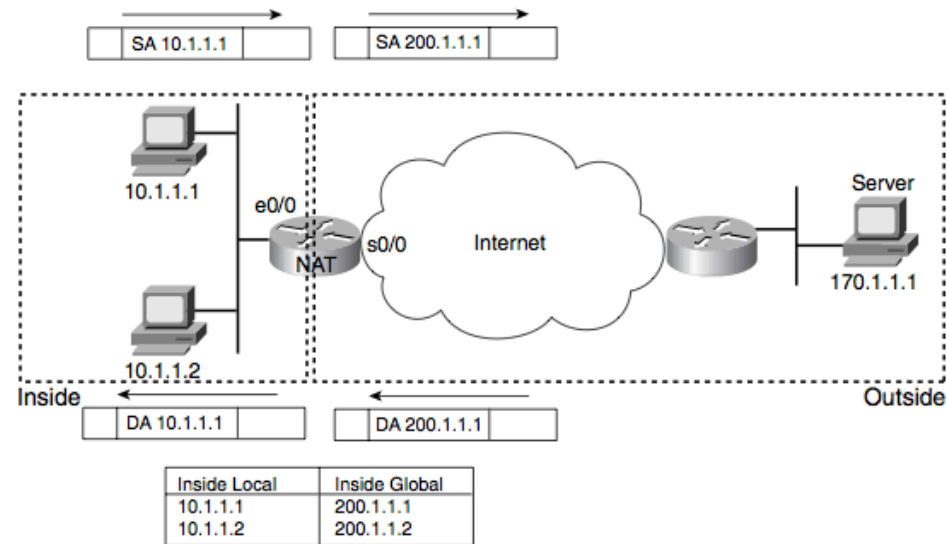 SA 10.1.1.1
SA 200.1.1.1
10.1.1.1
e0/0
NAT
s0/0
Internet
Server
170.1.1.1
10.1.1.2
Inside
Outside
DA 10.1.1.1
DA 200.1.1.1
Inside Local Inside Global
10.1.1.1 200.1.1.1
10.1.1.2 200.1.1.2